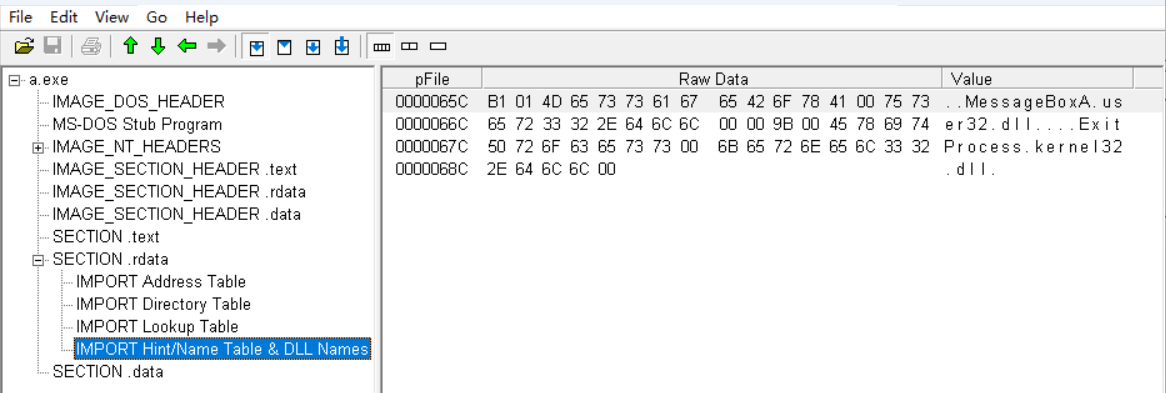 File Edit View Go Help
a.exe
IMAGE_DOS_HEADER
MS-DOS Stub Program
IMAGE_NT_HEADERS
IMAGE_SECTION_HEADER .text
IMAGE_SECTION_HEADER .rdata
IMAGE_SECTION_HEADER .data
SECTION .text
SECTION .rdata
IMPORT Address Table
IMPORT Directory Table
IMPORT Lookup Table
IMPORT Hint/Name Table & DLL Names
SECTION .data
pFile Raw Data Value
0000065C B1 01 4D 65 73 73 61 67 65 42 6F 78 41 00 75 73 ..MessageBoxA.us
0000066C 65 72 33 32 2E 64 6C 6C 00 00 9B 00 45 78 69 74 er32.dll....Exit
0000067C 50 72 6F 63 65 73 73 00 6B 65 72 6E 65 6C 33 32 Process.kernel32
0000068C 2E 64 6C 6C 00 .dll.